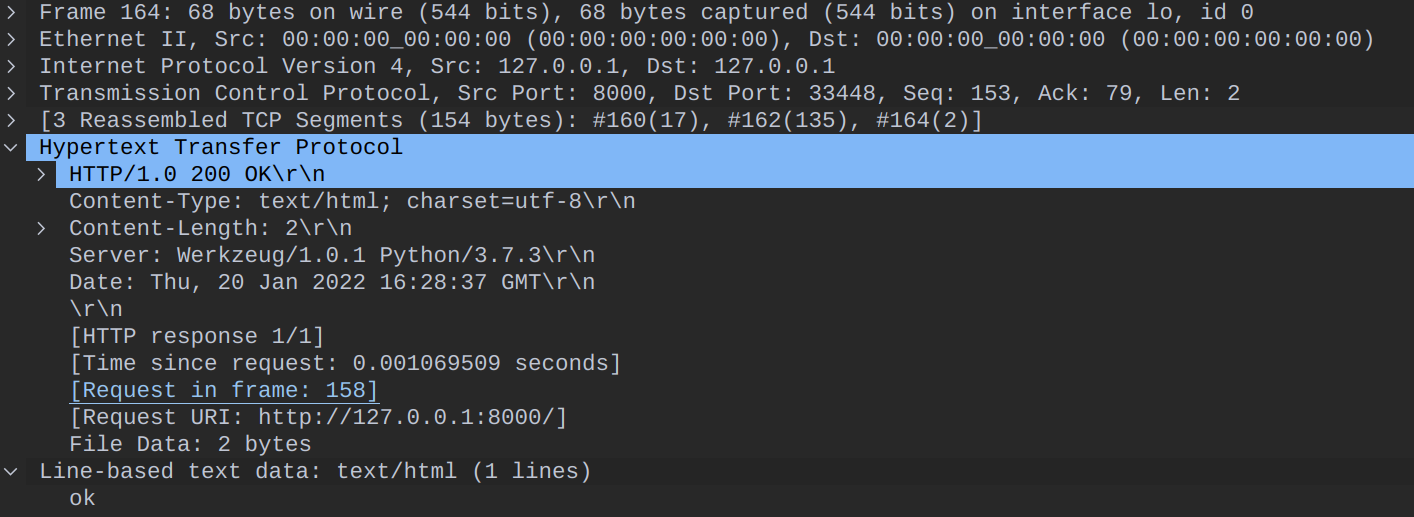 Frame 164: 68 bytes on wire (544 bits), 68 bytes captured (544 bits) on interface lo, id 0
Ethernet II, Src: 00:00:00_00:00:00 (00:00:00:00:00:00), Dst: 00:00:00_00:00:00 (00:00:00:00:00:00)
Internet Protocol Version 4, Src: 127.0.0.1, Dst: 127.0.0.1
Transmission Control Protocol, Src Port: 8000, Dst Port: 33448, Seq: 153, Ack: 79, Len: 2
[3 Reassembled TCP Segments (154 bytes): #160(17), #162(135), #164(2)]
Hypertext Transfer Protocol
HTTP/1.0 200 OK\r\n
Content-Type: text/html; charset=utf-8\r\n
Content-Length: 2\r\n
Server: Werkzeug/1.0.1 Python/3.7.3\r\n
Date: Thu, 20 Jan 2022 16:28:37 GMT\r\n
\r\n
[HTTP response 1/1]
[Time since request: 0.001069509 seconds]
[Request in frame: 158]
[Request URI: http://127.0.0.1:8000/]
File Data: 2 bytes
Line-based text data: text/html (1 lines)
ok